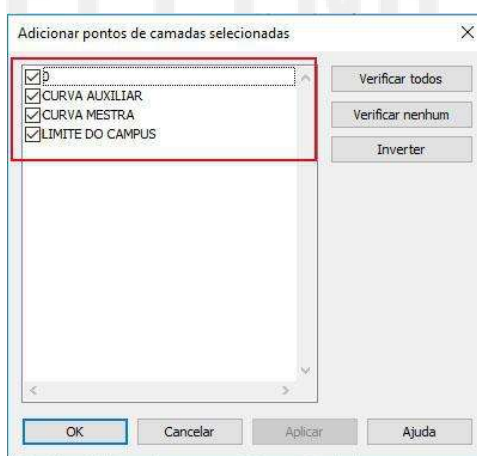 Adicionar pontos de camadas selecionadas
0
CURVA AUXILIAR
CURVA MESTRA
LIMITE DO CAMPUS
Verificar todos
Verificar nenhum
Inverter
OK
Cancelar
Aplicar
Ajuda